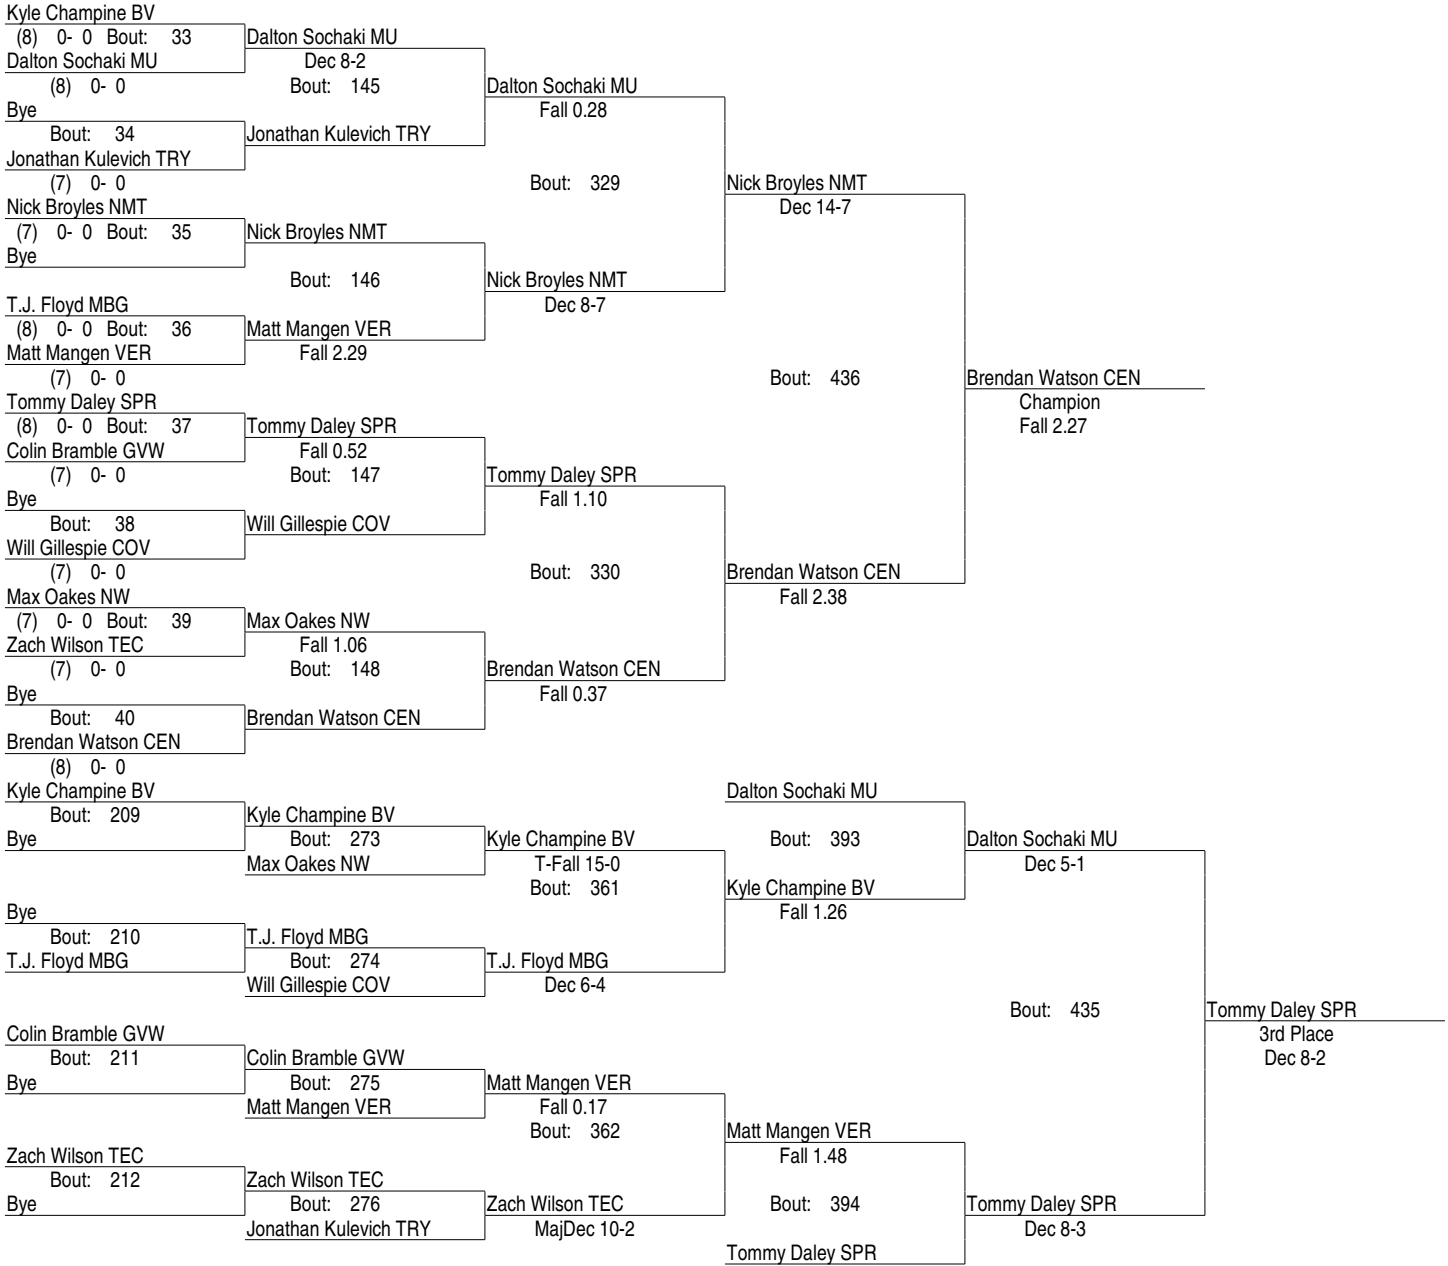 Kyle Champine BV
(8) 0- 0 Bout: 33 Dalton Sochaki MU
Dalton Sochaki MU Dec 8-2
(8) 0- 0 Bout: 145 Dalton Sochaki MU
Bye Fall 0.28
Bout: 34 Jonathan Kulevich TRY
Jonathan Kulevich TRY
(7) 0- 0 Bout: 329 Nick Broyles NMT
Nick Broyles NMT Dec 14-7
(7) 0- 0 Bout: 35 Nick Broyles NMT
Bye
Bout: 146 Nick Broyles NMT
T.J. Floyd MBG Dec 8-7
(8) 0- 0 Bout: 36 Matt Mangen VER
Matt Mangen VER Fall 2.29
(7) 0- 0 Bout: 436 Brendan Watson CEN
Tommy Daley SPR Champion
(8) 0- 0 Bout: 37 Tommy Daley SPR Fall 2.27
Colin Bramble GVW Fall 0.52
(7) 0- 0 Bout: 147 Tommy Daley SPR
Bye Fall 1.10
Bout: 38 Will Gillespie COV
Will Gillespie COV
(7) 0- 0 Bout: 330 Brendan Watson CEN
Max Oakes NW Fall 2.38
(7) 0- 0 Bout: 39 Max Oakes NW
Zach Wilson TEC Fall 1.06
(7) 0- 0 Bout: 148 Brendan Watson CEN
Bye Fall 0.37
Bout: 40 Brendan Watson CEN
Brendan Watson CEN
(8) 0- 0
Kyle Champine BV Dalton Sochaki MU
Bout: 209 Kyle Champine BV
Bye Bout: 273 Kyle Champine BV Bout: 393 Dalton Sochaki MU
Max Oakes NW T-Fall 15-0 Dec 5-1
Bout: 361 Kyle Champine BV
Bye Fall 1.26
Bout: 210 T.J. Floyd MBG
T.J. Floyd MBG Bout: 274 T.J. Floyd MBG
Will Gillespie COV Dec 6-4
Bout: 435 Tommy Daley SPR
Colin Bramble GVW 3rd Place
Bout: 211 Colin Bramble GVW Dec 8-2
Bye Bout: 275 Matt Mangen VER
Matt Mangen VER Fall 0.17
Bout: 362 Matt Mangen VER
Zach Wilson TEC Fall 1.48
Bout: 212 Zach Wilson TEC
Bye Bout: 276 Zach Wilson TEC Bout: 394 Tommy Daley SPR
Jonathan Kulevich TRY MajDec 10-2 Dec 8-3
Tommy Daley SPR